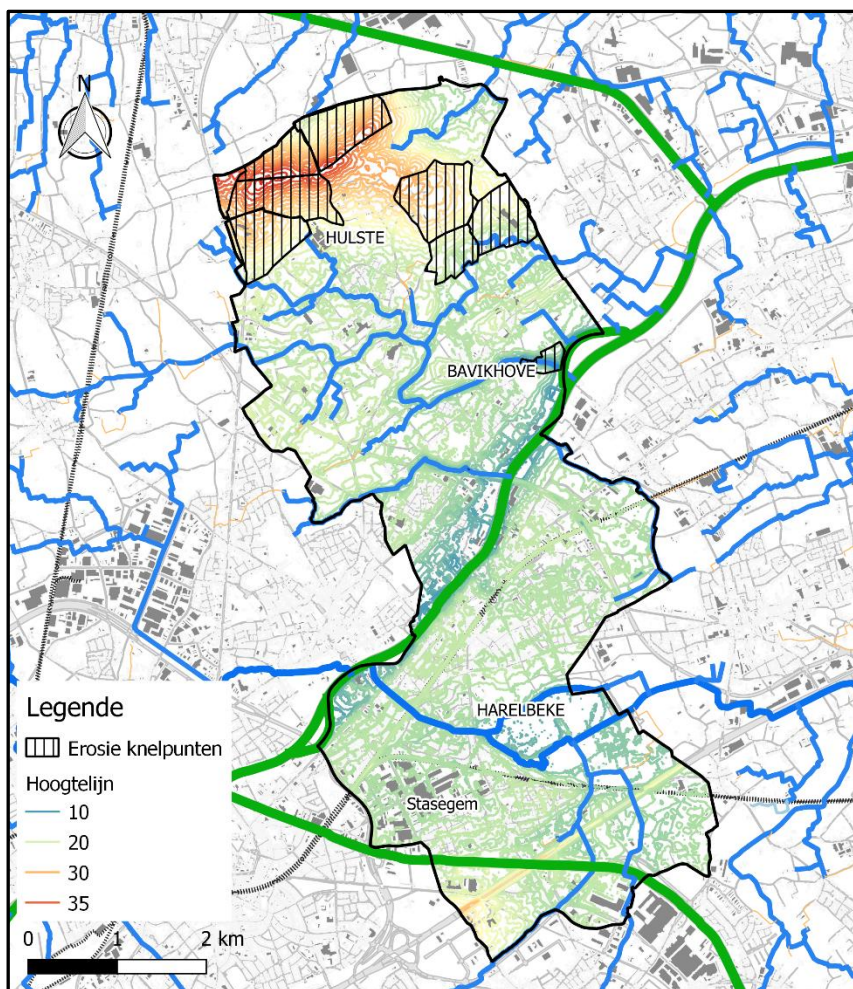 N
HULSTE
BAVIKHOVE
HARELBEKE
Stasegem
Legende
Erosie knelpunten
Hoogtelijn
10
20
30
35
0 1 2 km